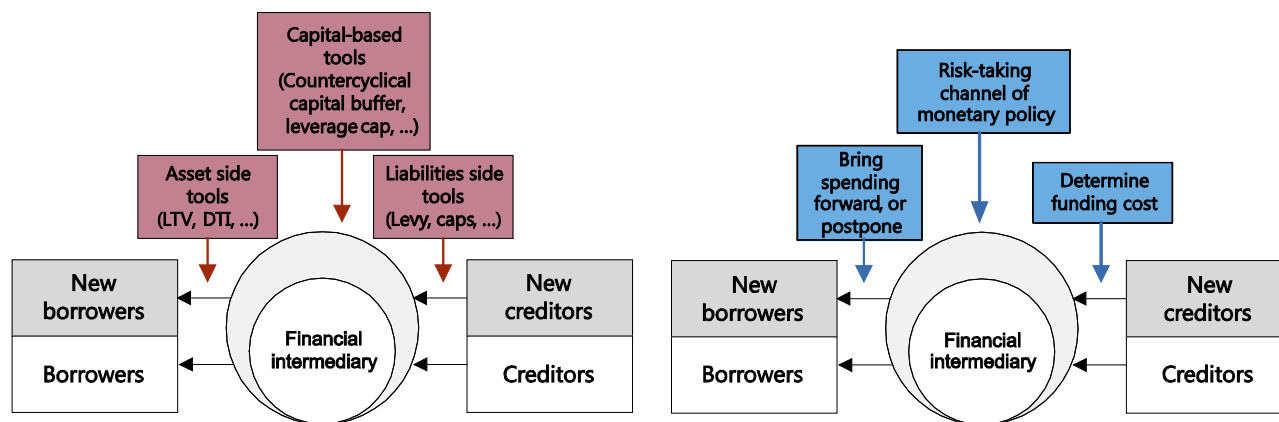 Capital-based
tools
(Countercyclical
capital buffer,
leverage cap, ...)
Asset side
tools
(LTV, DTI, ...)
Liabilities side
tools
(Levy, caps, ...)
New
borrowers
Borrowers
Financial
intermediary
New
creditors
Creditors
Risk-taking
channel of
monetary policy
Bring
spending
forward, or
postpone
Determine
funding cost
New
borrowers
Borrowers
Financial
intermediary
New
creditors
Creditors